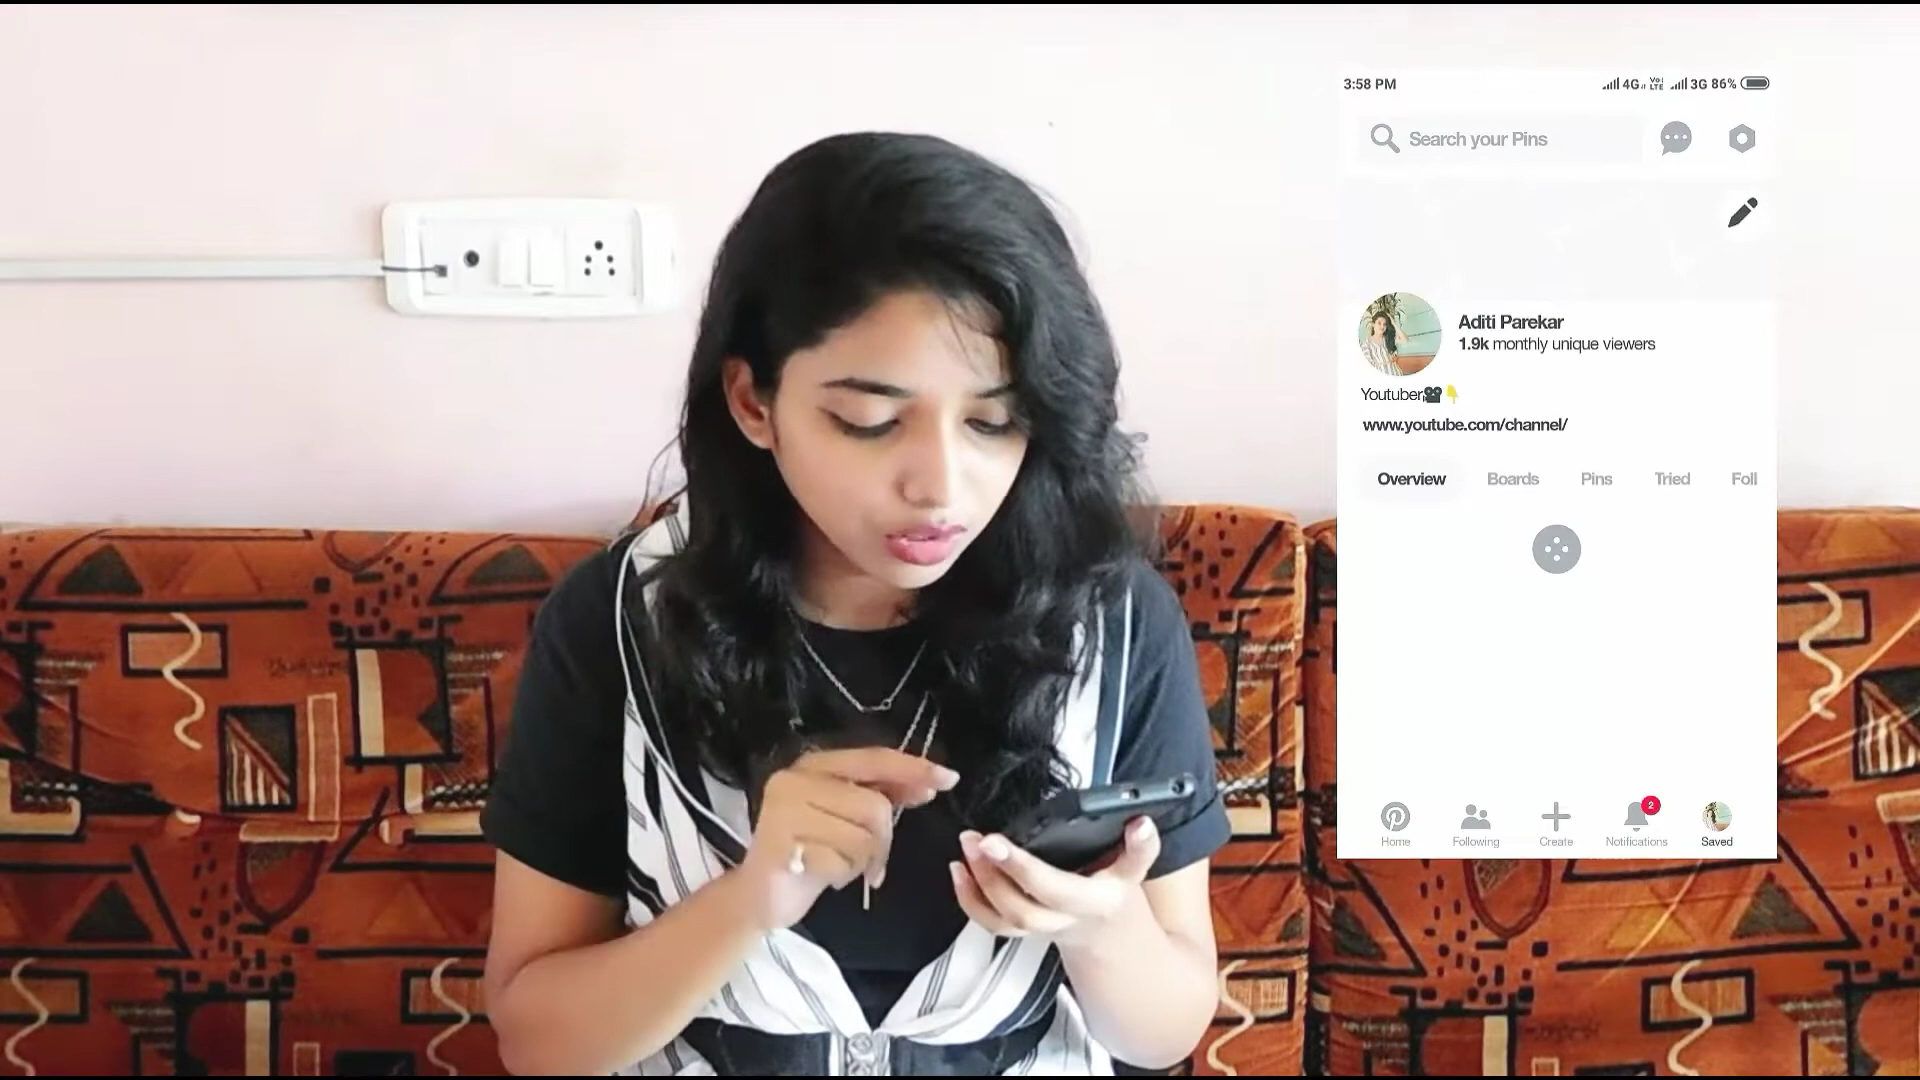 3:58 PM 4G VoLTE 3G 86%
Search your Pins
Aditi Parekar
1.9k monthly unique viewers
Youtuber🎥👇
www.youtube.com/channel/
Overview Boards Pins Tried Foll
2
Home Following Create Notifications Saved